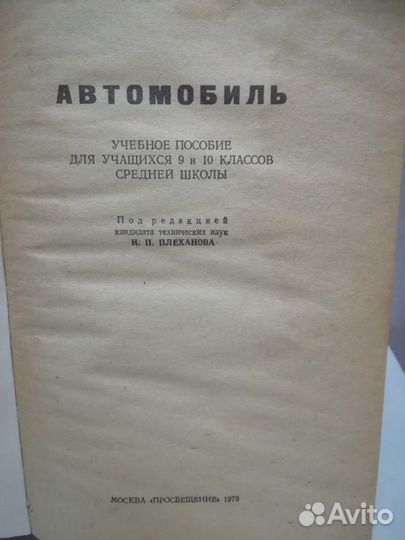 АВТОМОБИЛЬ
УЧЕБНОЕ ПОСОБИЕ
ДЛЯ УЧАЩИХСЯ 9 и 10 КЛАССОВ
СРЕДНЕЙ ШКОЛЫ
Под редакцией
кандидата технических наук
И. П. ПЛЕХАНОВА
МОСКВА «ПРОСВЕЩЕНИЕ» 1979
Avito